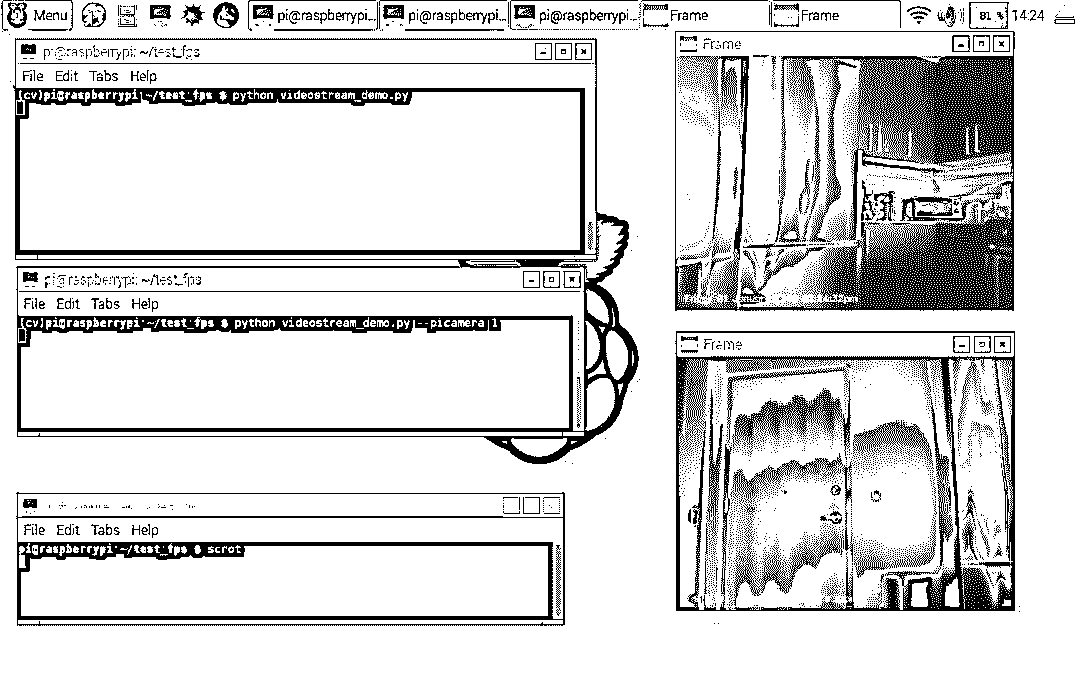 Menu pi@raspberrypi... pi@raspberrypi... pi@raspberrypi... Frame Frame 81 % 14:24
pi@raspberrypi: ~/test_fps
File Edit Tabs Help
(cv)pi@raspberrypi:~/test_fps $ python videostream_demo.py
pi@raspberrypi: ~/test_fps
File Edit Tabs Help
(cv)pi@raspberrypi:~/test_fps $ python videostream_demo.py --picamera 1
File Edit Tabs Help
pi@raspberrypi:~/test_fps $ scrot
Frame
Frame